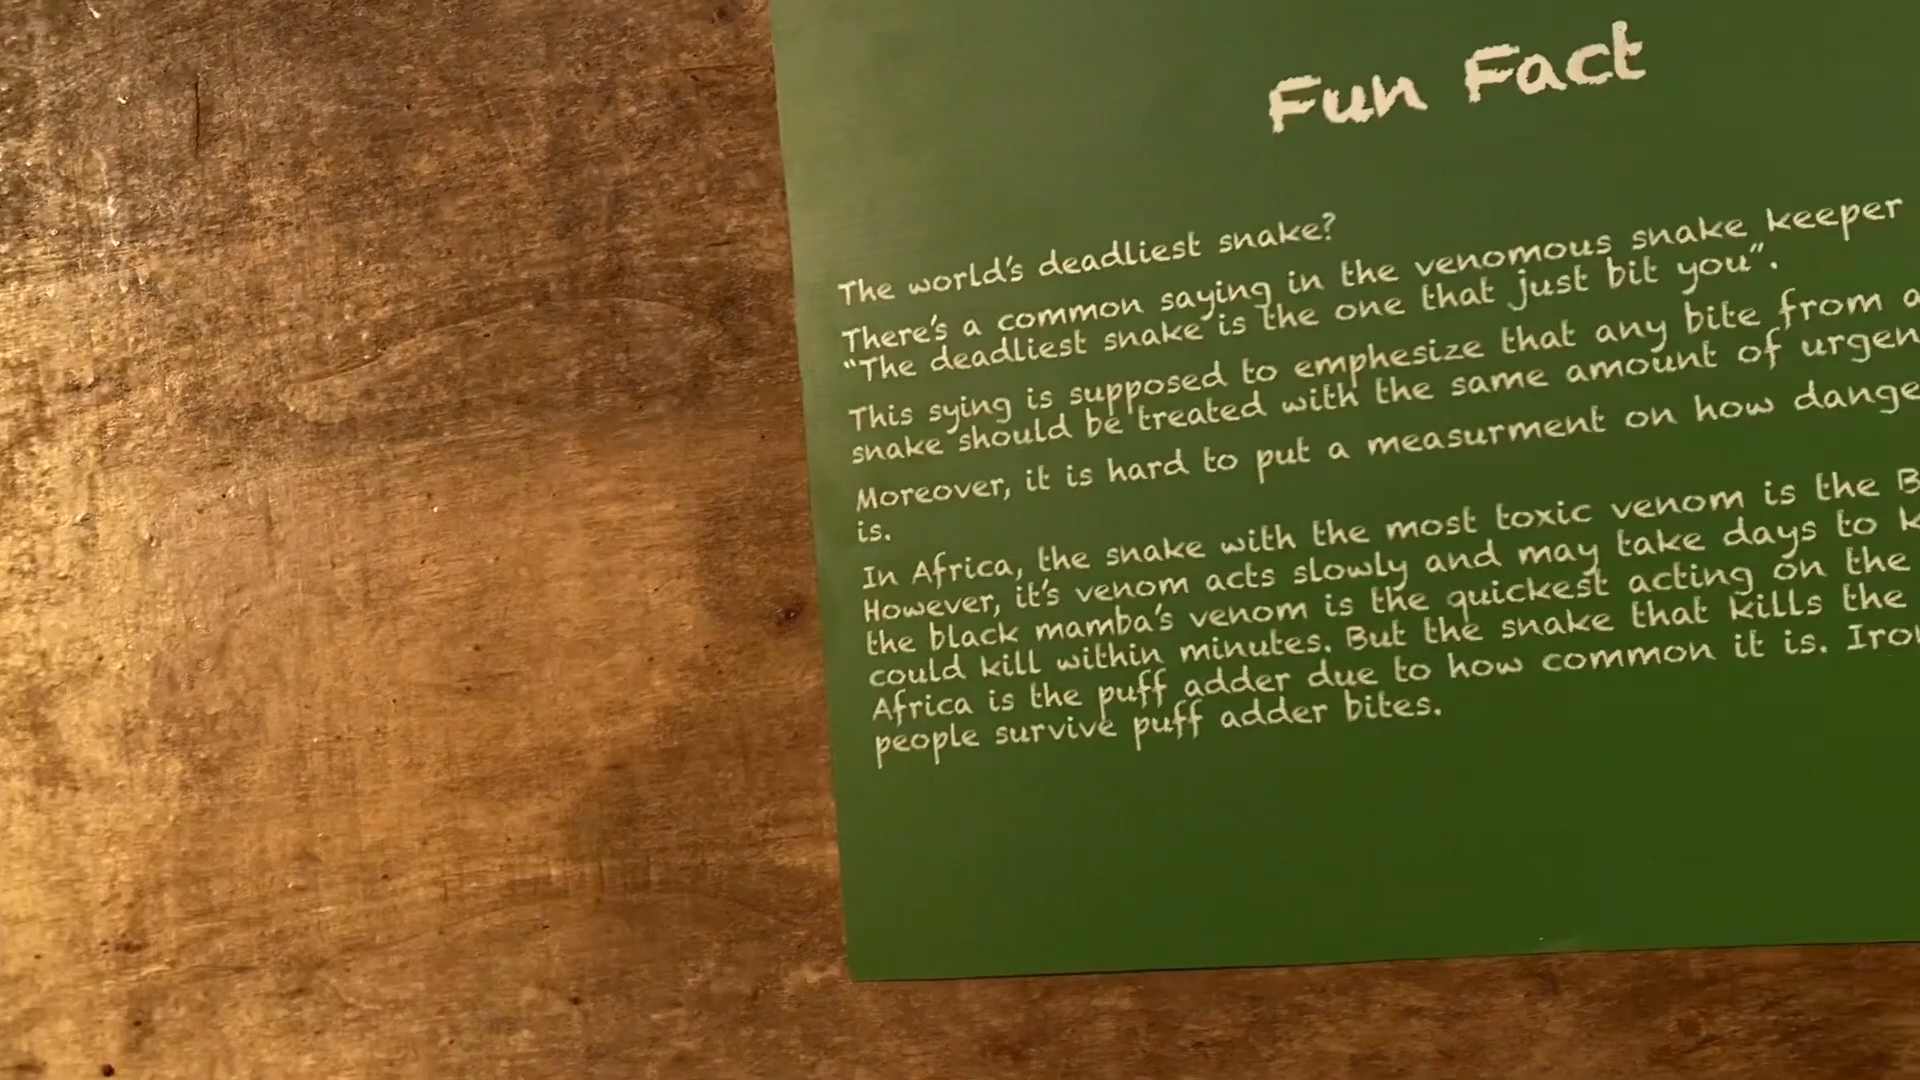 Fun Fact
The world's deadliest snake?
There's a common saying in the venomous snake keeper
"The deadliest snake is the one that just bit you".
This sying is supposed to emphesize that any bite from a
snake should be treated with the same amount of urgen
Moreover, it is hard to put a measurment on how dange
is.
In Africa, the snake with the most toxic venom is the B
However, it's venom acts slowly and may take days to k
the black mamba's venom is the quickest acting on the
could kill within minutes. But the snake that kills the
Africa is the puff adder due to how common it is. Iron
people survive puff adder bites.